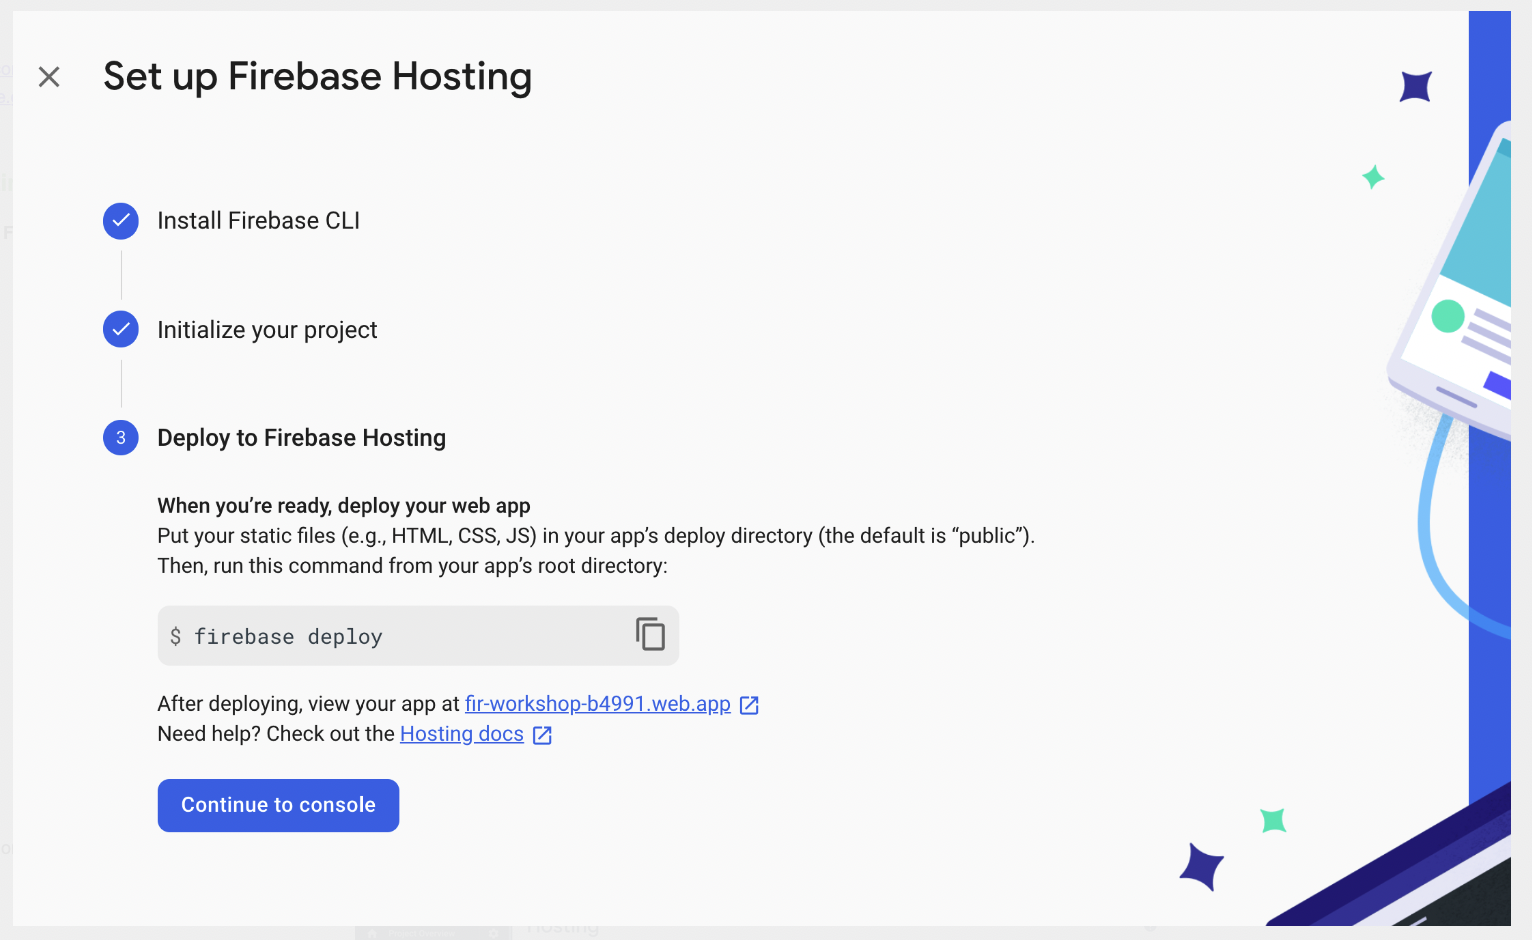 Set up Firebase Hosting
Install Firebase CLI
Initialize your project
3 Deploy to Firebase Hosting
When you’re ready, deploy your web app
Put your static files (e.g., HTML, CSS, JS) in your app’s deploy directory (the default is “public”).
Then, run this command from your app’s root directory:
$ firebase deploy
After deploying, view your app at fir-workshop-b4991.web.app
Need help? Check out the Hosting docs
Continue to console
Hosting